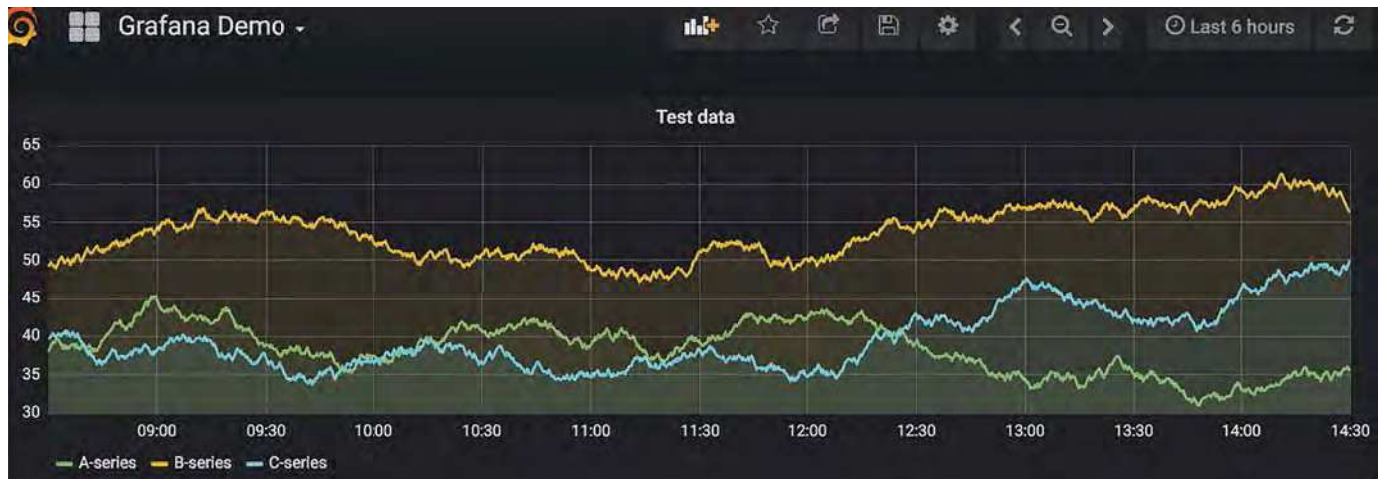 Grafana Demo
Last 6 hours
Test data
65
60
55
50
45
40
35
30
09:00 09:30 10:00 10:30 11:00 11:30 12:00 12:30 13:00 13:30 14:00 14:30
A-series B-series C-series